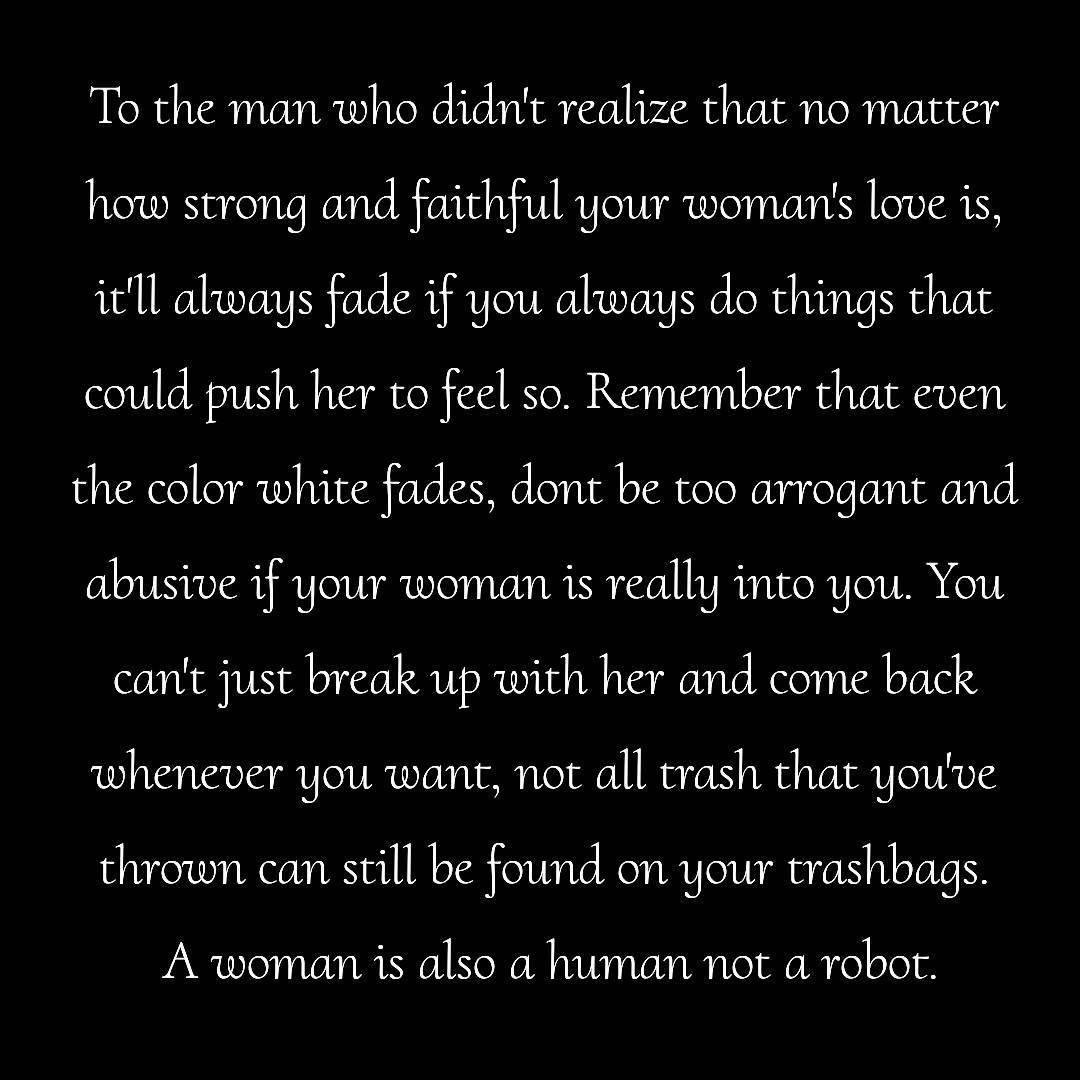 To the man who didn't realize that no matter
how strong and faithful your woman's love is,
it'll always fade if you always do things that
could push her to feel so. Remember that even
the color white fades, dont be too arrogant and
abusive if your woman is really into you. You
can't just break up with her and come back
whenever you want, not all trash that you've
thrown can still be found on your trashbags.
A woman is also a human not a robot.